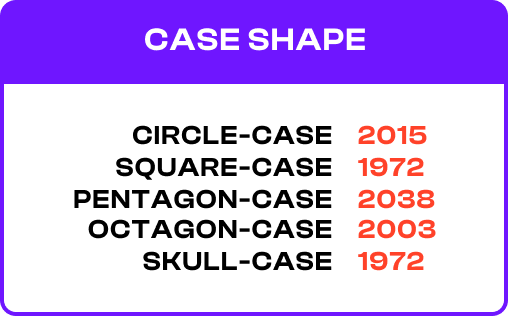 CASE SHAPE
CIRCLE-CASE 2015
SQUARE-CASE 1972
PENTAGON-CASE 2038
OCTAGON-CASE 2003
SKULL-CASE 1972